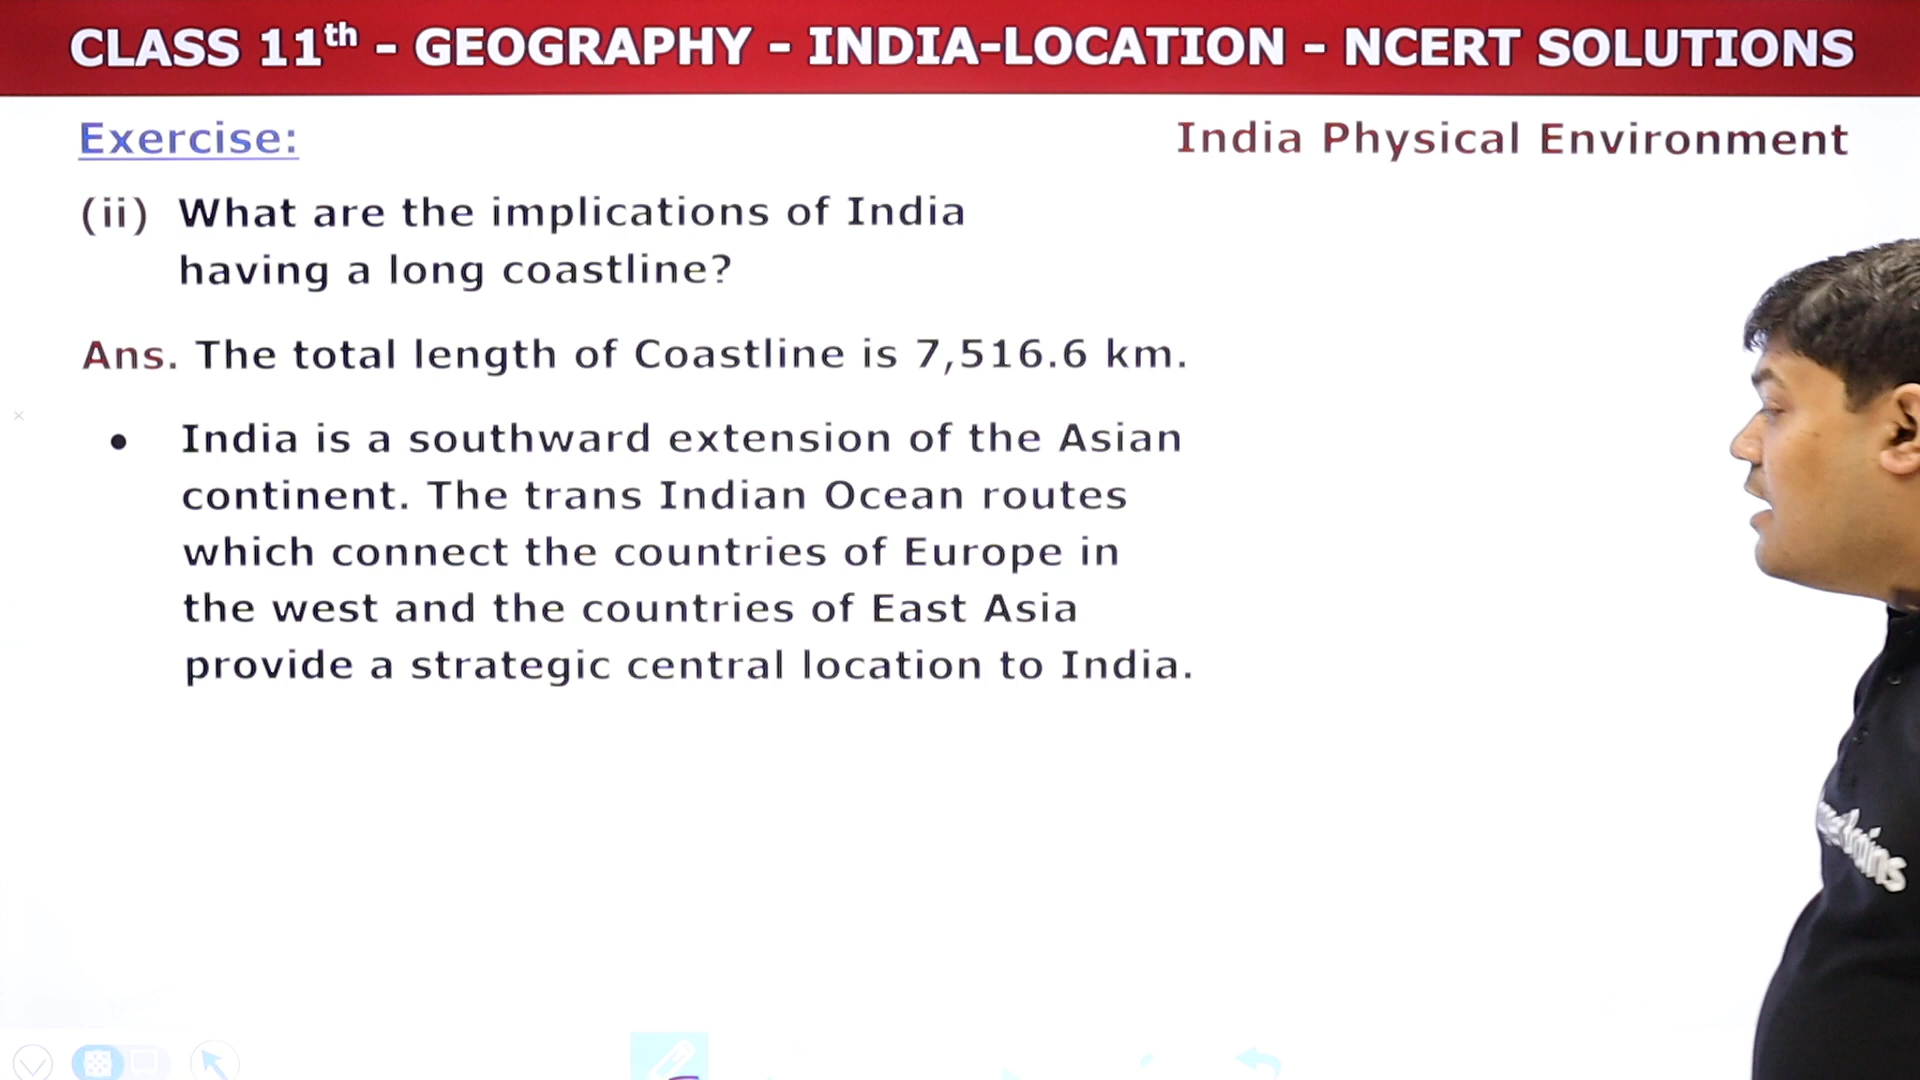 CLASS 11th - GEOGRAPHY - INDIA-LOCATION - NCERT SOLUTIONS
Exercise:
India Physical Environment
(ii) What are the implications of India
having a long coastline?
Ans. The total length of Coastline is 7,516.6 km.
• India is a southward extension of the Asian
continent. The trans Indian Ocean routes
which connect the countries of Europe in
the west and the countries of East Asia
provide a strategic central location to India.